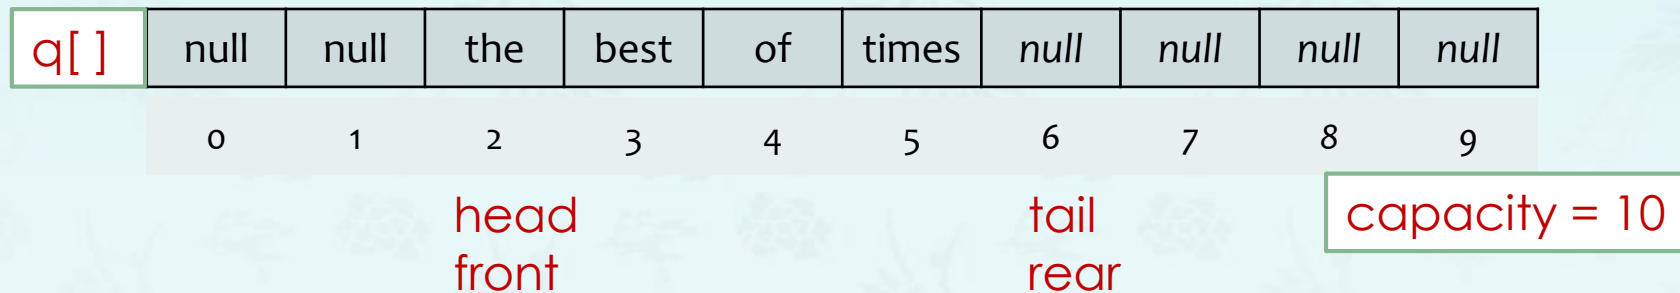 q[ ] null null the best of times null null null null
0 1 2 3 4 5 6 7 8 9
head tail capacity = 10
front rear